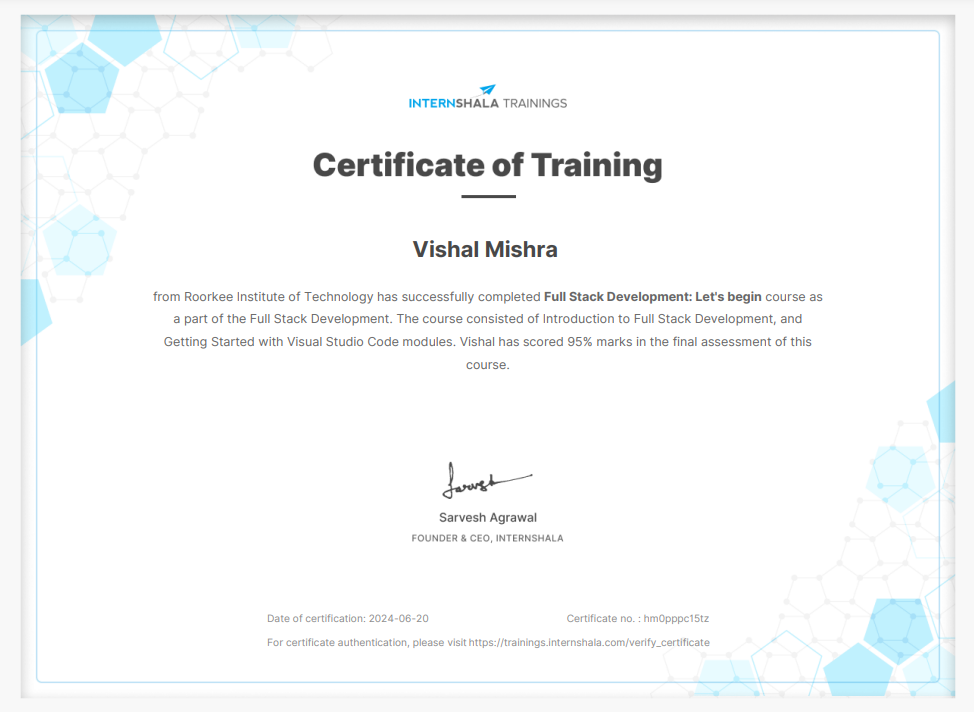 INTERNSHALA TRAININGS
Certificate of Training
Vishal Mishra
from Roorkee Institute of Technology has successfully completed Full Stack Development: Let's begin course as
a part of the Full Stack Development. The course consisted of Introduction to Full Stack Development, and
Getting Started with Visual Studio Code modules. Vishal has scored 95% marks in the final assessment of this
course.
Sarvesh
Sarvesh Agrawal
FOUNDER & CEO, INTERNSHALA
Date of certification: 2024-06-20 Certificate no. : hm0pppc15tz
For certificate authentication, please visit https://trainings.internshala.com/verify_certificate